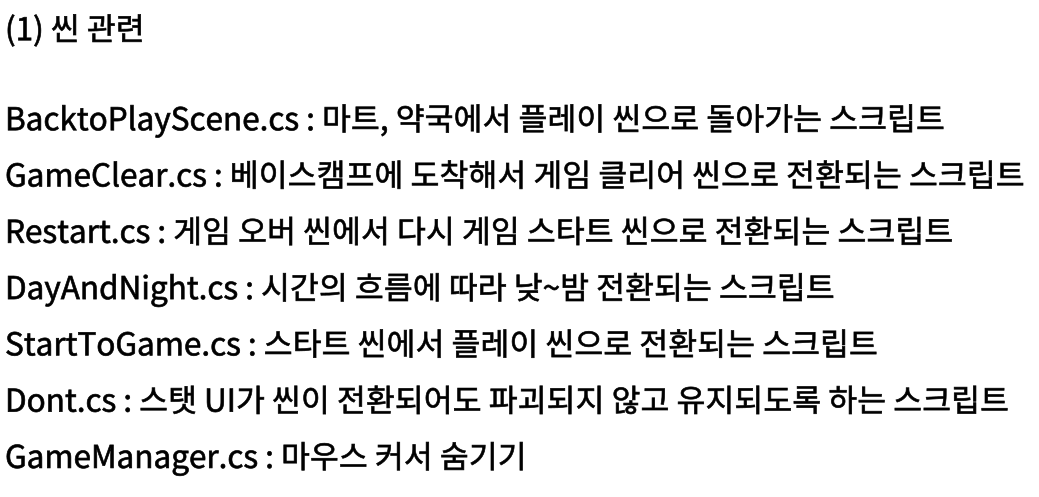 (1) 씬 관련
BacktoPlayScene.cs : 마트, 약국에서 플레이 씬으로 돌아가는 스크립트
GameClear.cs : 베이스캠프에 도착해서 게임 클리어 씬으로 전환되는 스크립트
Restart.cs : 게임 오버 씬에서 다시 게임 스타트 씬으로 전환되는 스크립트
DayAndNight.cs : 시간의 흐름에 따라 낮~밤 전환되는 스크립트
StartToGame.cs : 스타트 씬에서 플레이 씬으로 전환되는 스크립트
Dont.cs : 스탯 UI가 씬이 전환되어도 파괴되지 않고 유지되도록 하는 스크립트
GameManager.cs : 마우스 커서 숨기기